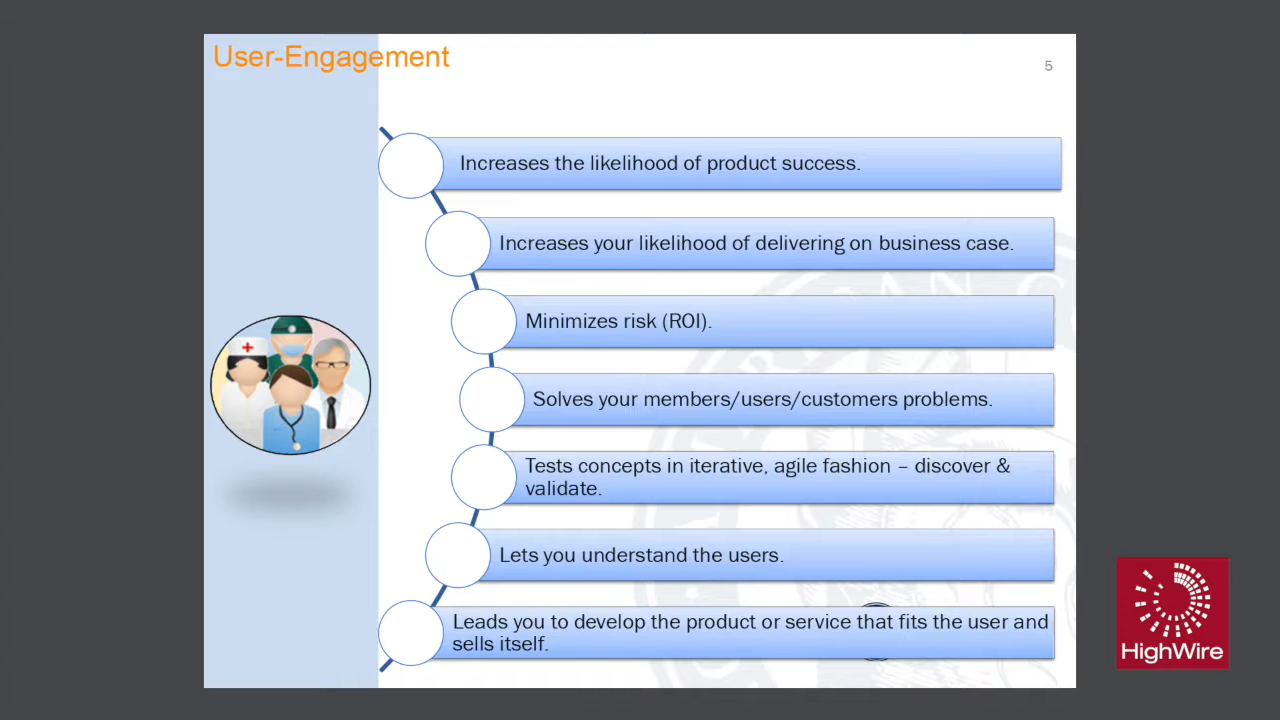 User-Engagement
5
Increases the likelihood of product success.
Increases your likelihood of delivering on business case.
Minimizes risk (ROI).
Solves your members/users/customers problems.
Tests concepts in iterative, agile fashion – discover &
validate.
Lets you understand the users.
Leads you to develop the product or service that fits the user and
sells itself.
HighWire